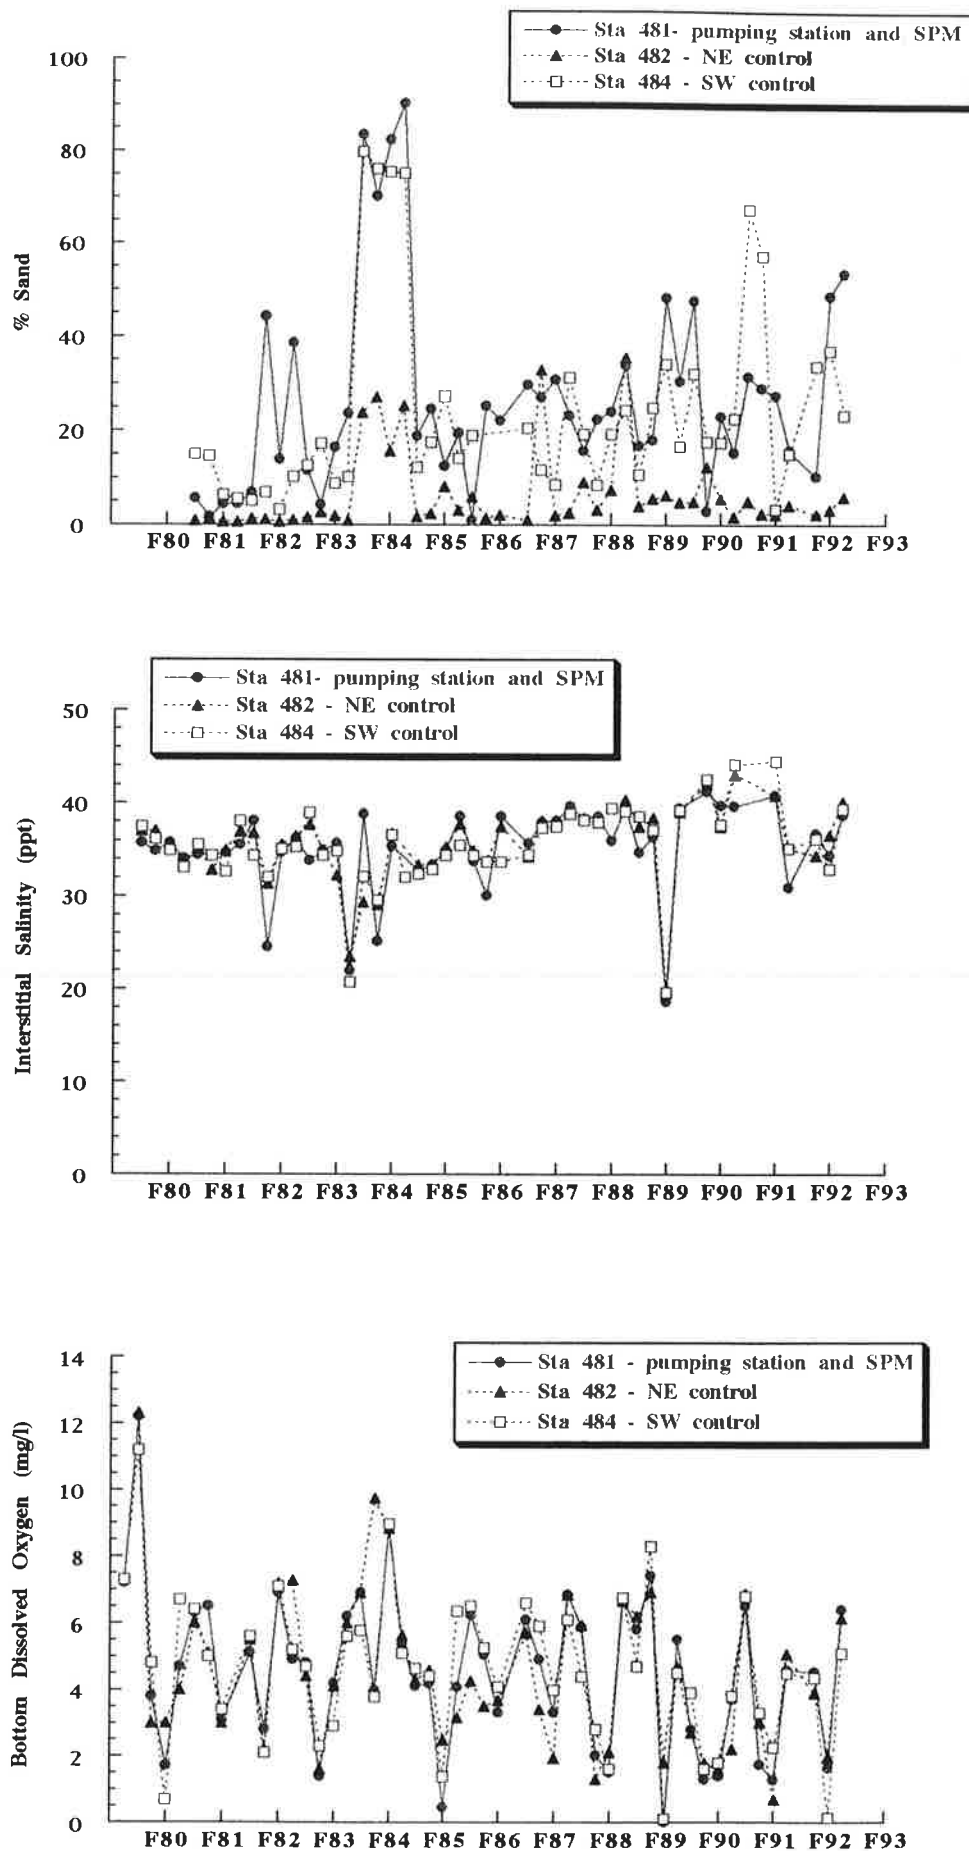 Sta 481- pumping station and SPM
Sta 482 - NE control
Sta 484 - SW control
100
80
60
40
20
0
% Sand
F80 F81 F82 F83 F84 F85 F86 F87 F88 F89 F90 F91 F92 F93
Sta 481- pumping station and SPM
Sta 482 - NE control
Sta 484 - SW control
50
40
30
20
10
0
Interstitial Salinity (ppt)
F80 F81 F82 F83 F84 F85 F86 F87 F88 F89 F90 F91 F92 F93
Sta 481 - pumping station and SPM
Sta 482 - NE control
Sta 484 - SW control
14
12
10
8
6
4
2
0
Bottom Dissolved Oxygen (mg/l)
F80 F81 F82 F83 F84 F85 F86 F87 F88 F89 F90 F91 F92 F93